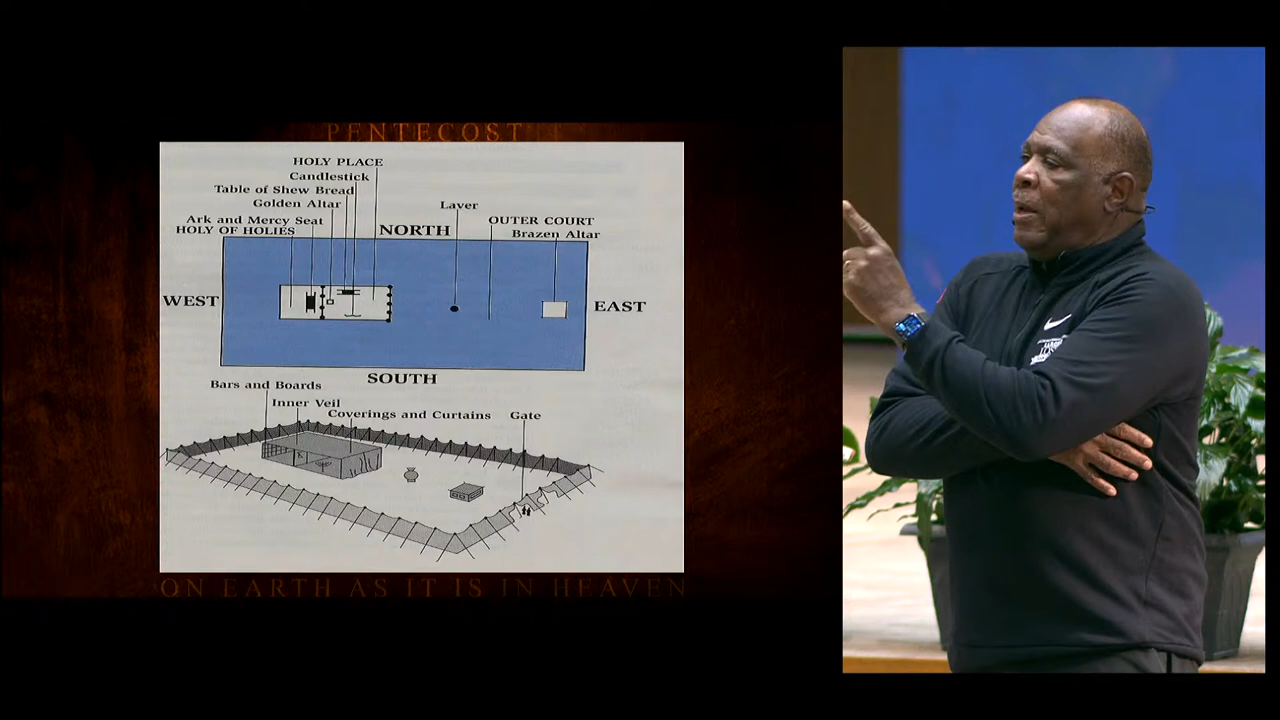 PENTECOST
HOLY PLACE
Candlestick
Table of Shew Bread
Golden Altar
Laver
Ark and Mercy Seat
OUTER COURT
HOLY OF HOLIES
NORTH
Brazen Altar
WEST
EAST
SOUTH
Bars and Boards
Inner Veil
Coverings and Curtains
Gate
ON EARTH AS IT IS IN HEAVEN